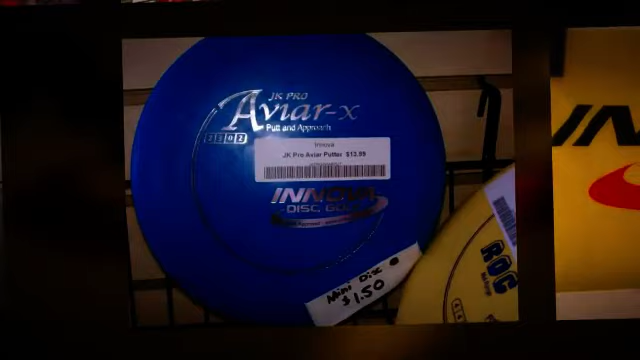 JK PRO
Aviar-x
Putt and Approach
Innova
JK Pro Aviar Putter $13.99
INNOVA
DISC GOLF
Mini Disc
$1.50
ROC